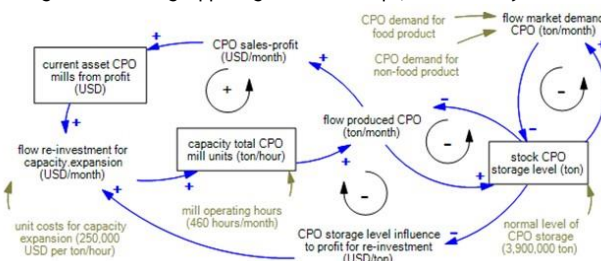 CPO demand for
food product
flow market demand
CPO (ton/month)
CPO sales-profit
(USD/month)
CPO demand for
non-food product
current asset CPO
mills from profit
(USD)
+
+
+
+
-
-
-
-
+
flow produced CPO
(ton/month)
-
-
flow re-investment for
capacity.expansion
(USD/month)
capacity total CPO
mill units (ton/hour)
stock CPO
storage level (ton)
+
+
+
+
+
-
unit costs for capacity
expansion (250,000
USD per ton/hour)
mill operating hours
(460 hours/month)
CPO storage level influence
to profit for re-investment
(USD/ton)
-
normal level of
CPO storage
(3,900,000 ton)